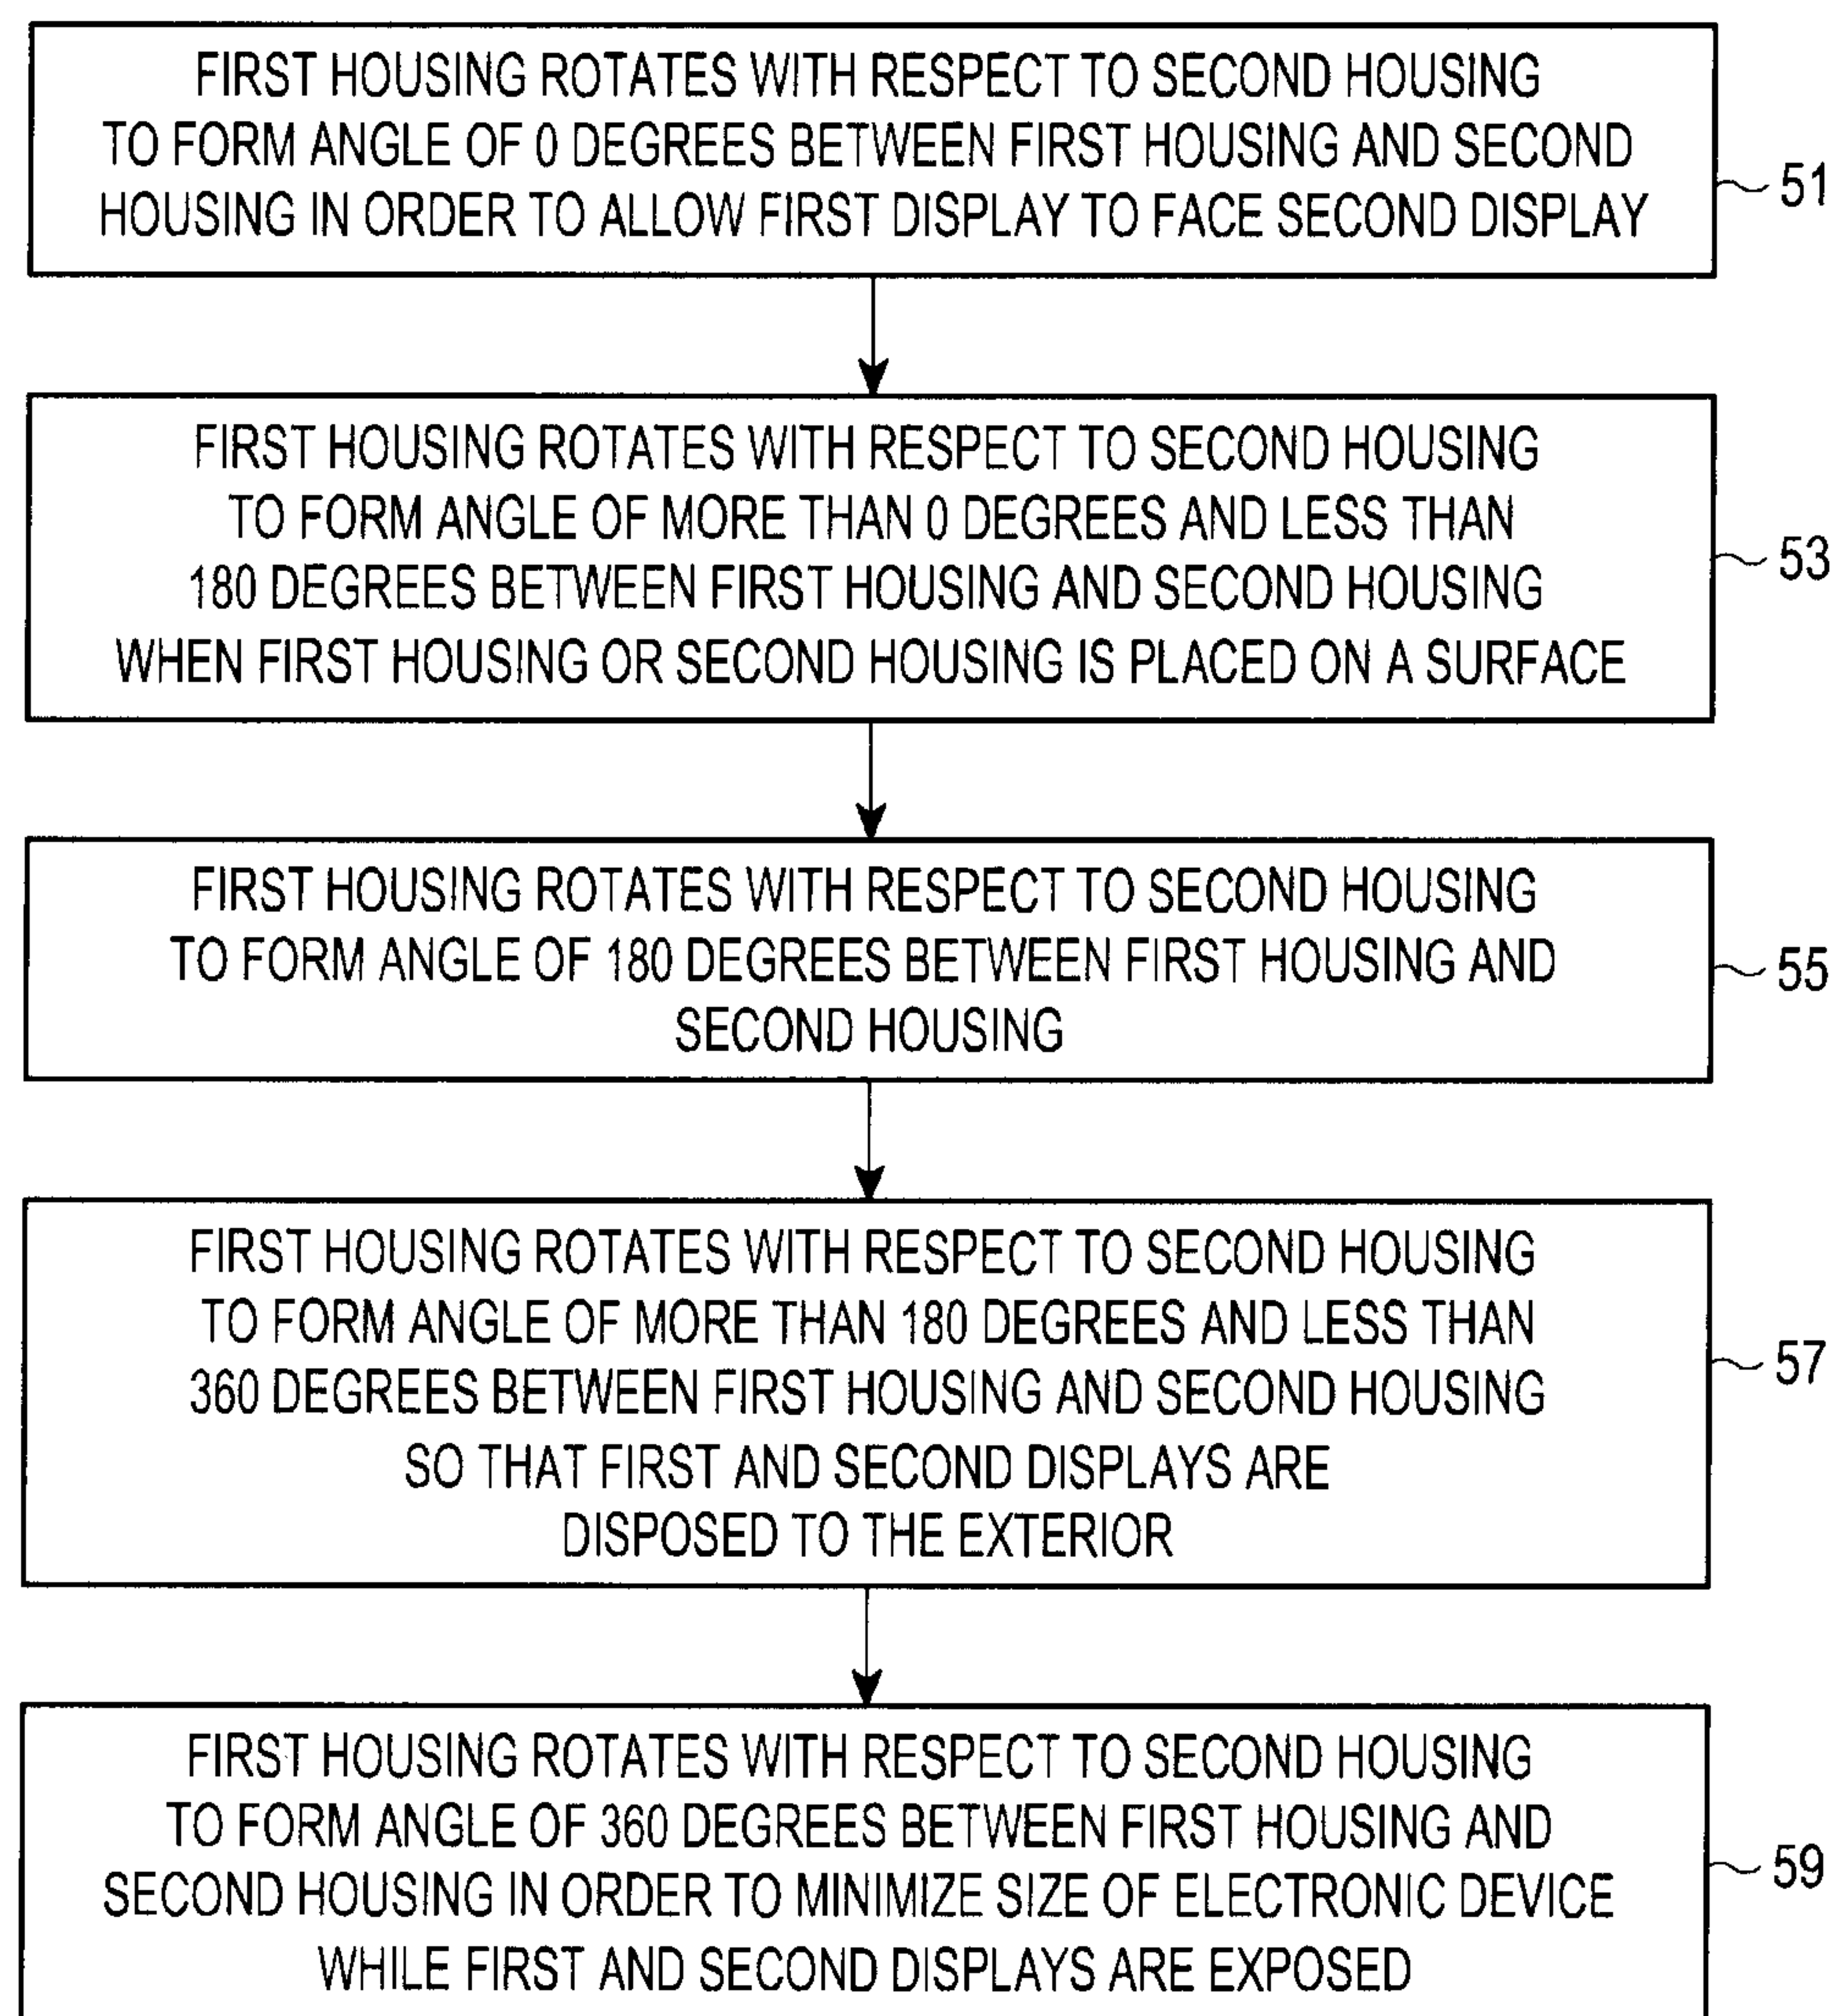 FIRST HOUSING ROTATES WITH RESPECT TO SECOND HOUSING
TO FORM ANGLE OF 0 DEGREES BETWEEN FIRST HOUSING AND SECOND
HOUSING IN ORDER TO ALLOW FIRST DISPLAY TO FACE SECOND DISPLAY
51
FIRST HOUSING ROTATES WITH RESPECT TO SECOND HOUSING
TO FORM ANGLE OF MORE THAN 0 DEGREES AND LESS THAN
180 DEGREES BETWEEN FIRST HOUSING AND SECOND HOUSING
WHEN FIRST HOUSING OR SECOND HOUSING IS PLACED ON A SURFACE
53
FIRST HOUSING ROTATES WITH RESPECT TO SECOND HOUSING
TO FORM ANGLE OF 180 DEGREES BETWEEN FIRST HOUSING AND
SECOND HOUSING
55
FIRST HOUSING ROTATES WITH RESPECT TO SECOND HOUSING
TO FORM ANGLE OF MORE THAN 180 DEGREES AND LESS THAN
360 DEGREES BETWEEN FIRST HOUSING AND SECOND HOUSING
SO THAT FIRST AND SECOND DISPLAYS ARE
DISPOSED TO THE EXTERIOR
57
FIRST HOUSING ROTATES WITH RESPECT TO SECOND HOUSING
TO FORM ANGLE OF 360 DEGREES BETWEEN FIRST HOUSING AND
SECOND HOUSING IN ORDER TO MINIMIZE SIZE OF ELECTRONIC DEVICE
WHILE FIRST AND SECOND DISPLAYS ARE EXPOSED
59